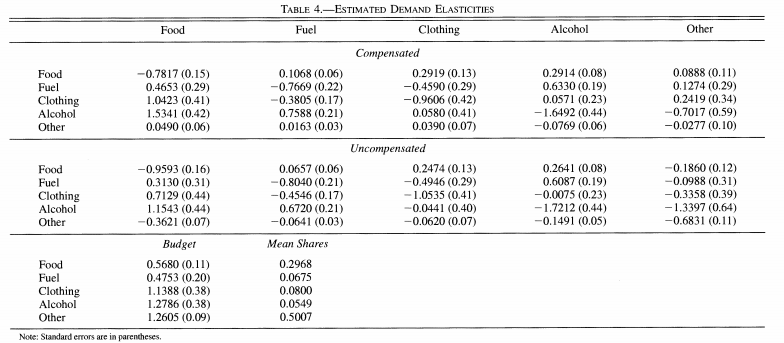 TABLE 4.—ESTIMATED DEMAND ELASTICITIES
Food Fuel Clothing Alcohol Other
Compensated
Food −0.7817 (0.15) 0.1068 (0.06) 0.2919 (0.13) 0.2914 (0.08) 0.0888 (0.11)
Fuel 0.4653 (0.29) −0.7669 (0.22) −0.4590 (0.29) 0.6330 (0.19) 0.1274 (0.29)
Clothing 1.0423 (0.41) −0.3805 (0.17) −0.9606 (0.42) 0.0571 (0.23) 0.2419 (0.34)
Alcohol 1.5341 (0.42) 0.7588 (0.21) 0.0580 (0.41) −1.6492 (0.44) −0.7017 (0.59)
Other 0.0490 (0.06) 0.0163 (0.03) 0.0390 (0.07) −0.0769 (0.06) −0.0277 (0.10)
Uncompensated
Food −0.9593 (0.16) 0.0657 (0.06) 0.2474 (0.13) 0.2641 (0.08) −0.1860 (0.12)
Fuel 0.3130 (0.31) −0.8040 (0.21) −0.4946 (0.29) 0.6087 (0.19) −0.0988 (0.31)
Clothing 0.7129 (0.44) −0.4546 (0.17) −1.0535 (0.41) −0.0075 (0.23) −0.3358 (0.39)
Alcohol 1.1543 (0.44) 0.6720 (0.21) −0.0441 (0.40) −1.7212 (0.44) −1.3397 (0.64)
Other −0.3621 (0.07) −0.0641 (0.03) −0.0620 (0.07) −0.1491 (0.05) −0.6831 (0.11)
Budget Mean Shares
Food 0.5680 (0.11) 0.2968
Fuel 0.4753 (0.20) 0.0675
Clothing 1.1388 (0.38) 0.0800
Alcohol 1.2786 (0.38) 0.0549
Other 1.2605 (0.09) 0.5007
Note: Standard errors are in parentheses.